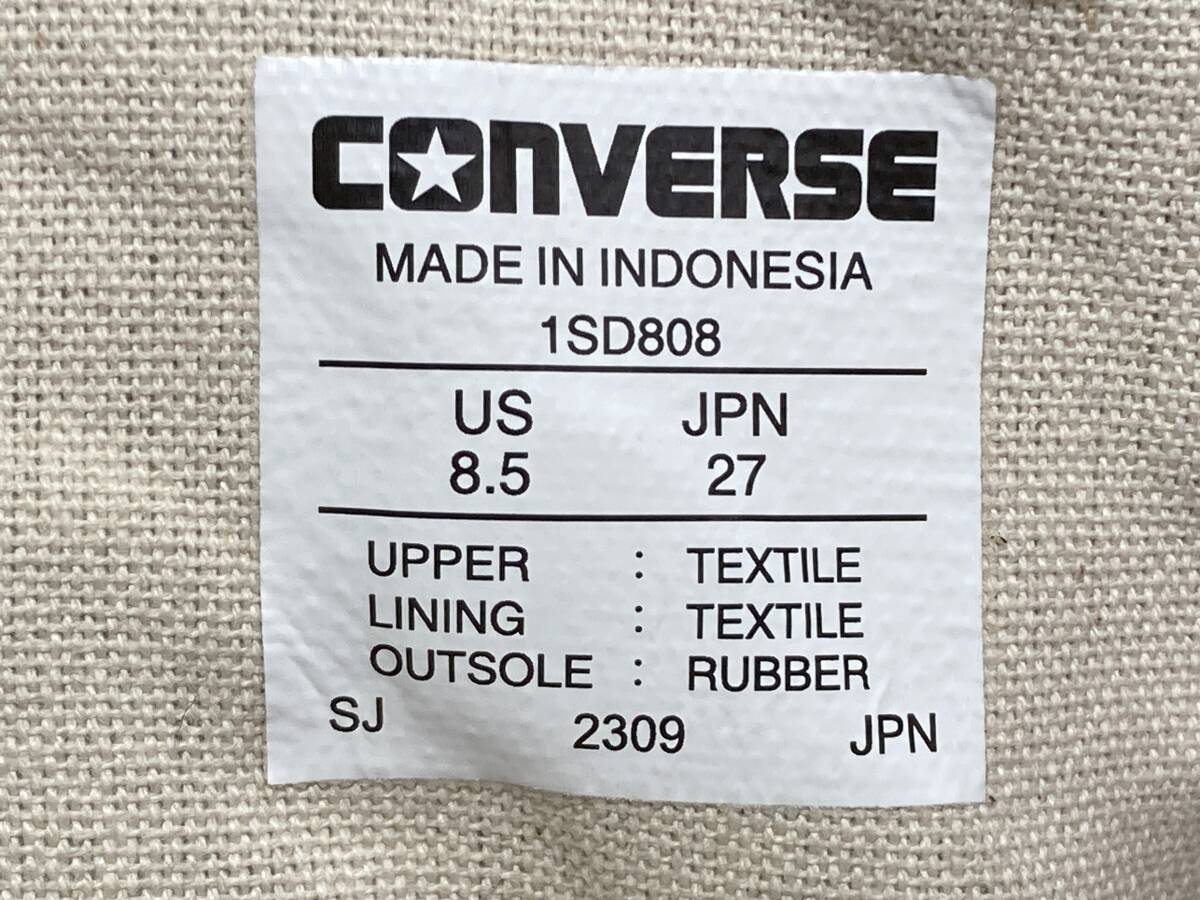 CONVERSE
MADE IN INDONESIA
1SD808
US JPN
8.5 27
UPPER : TEXTILE
LINING : TEXTILE
OUTSOLE : RUBBER
SJ 2309 JPN